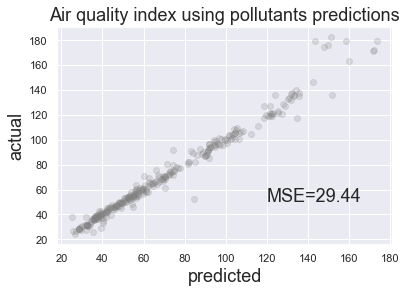 Air quality index using pollutants predictions
180
160
140
120
100
80
60
40
20
actual
MSE=29.44
20 40 60 80 100 120 140 160 180
predicted